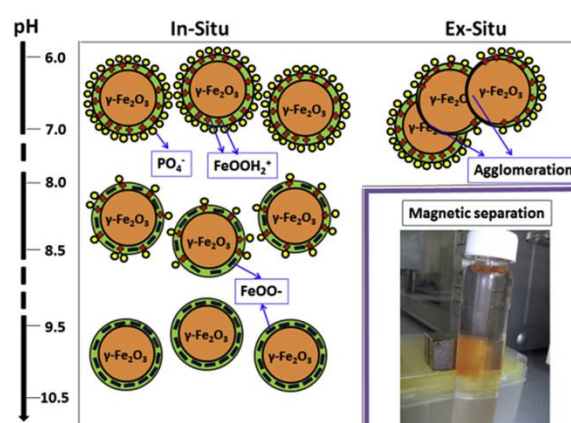 pH
In-Situ
Ex-Situ
6.0
7.0
8.0
8.5
9.5
10.5
γ-Fe₂O₃
γ-Fe₂O₃
γ-Fe₂O₃
γ-Fe₂O₃
γ-Fe₂O₃
γ-Fe₂O₃
PO₄⁻
FeOOH₂⁺
Agglomeration
γ-Fe₂O₃
γ-Fe₂O₃
γ-Fe₂O₃
FeOO-
γ-Fe₂O₃
γ-Fe₂O₃
γ-Fe₂O₃
Magnetic separation